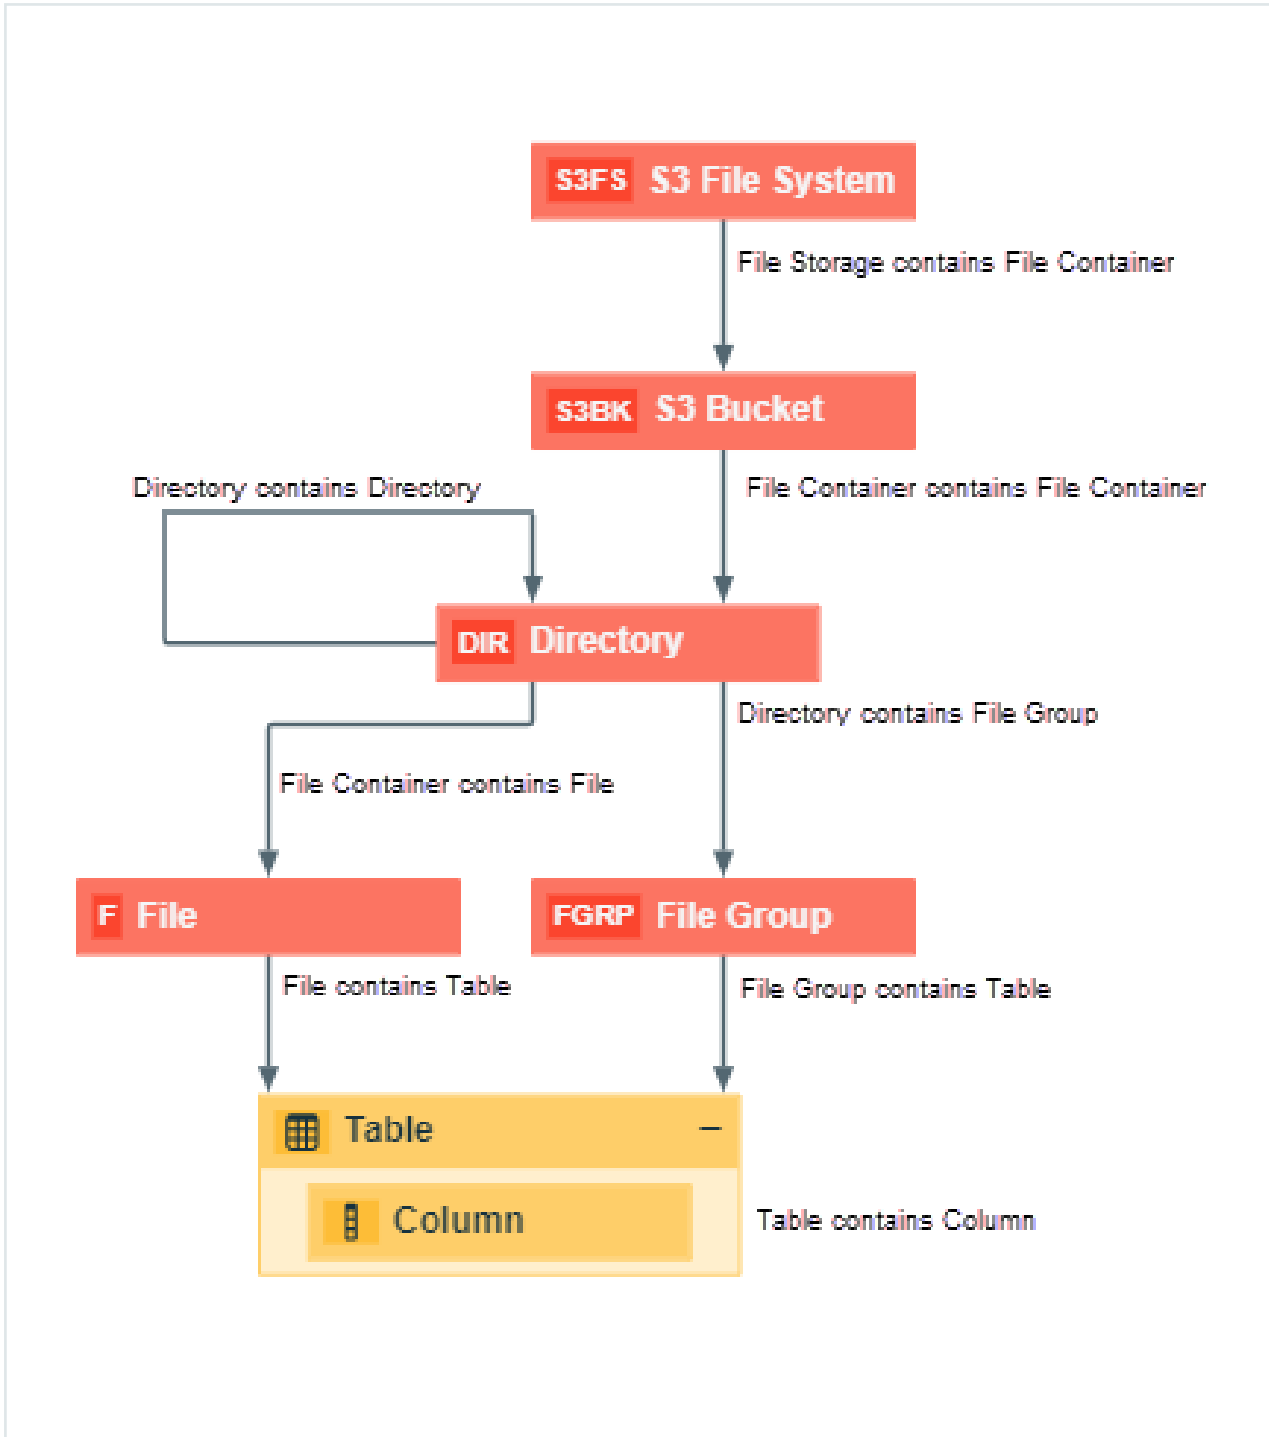 S3FS S3 File System
File Storage contains File Container
S3BK S3 Bucket
Directory contains Directory
File Container contains File Container
DIR Directory
Directory contains File Group
File Container contains File
F File
FGRP File Group
File contains Table
File Group contains Table
Table
Column
Table contains Column